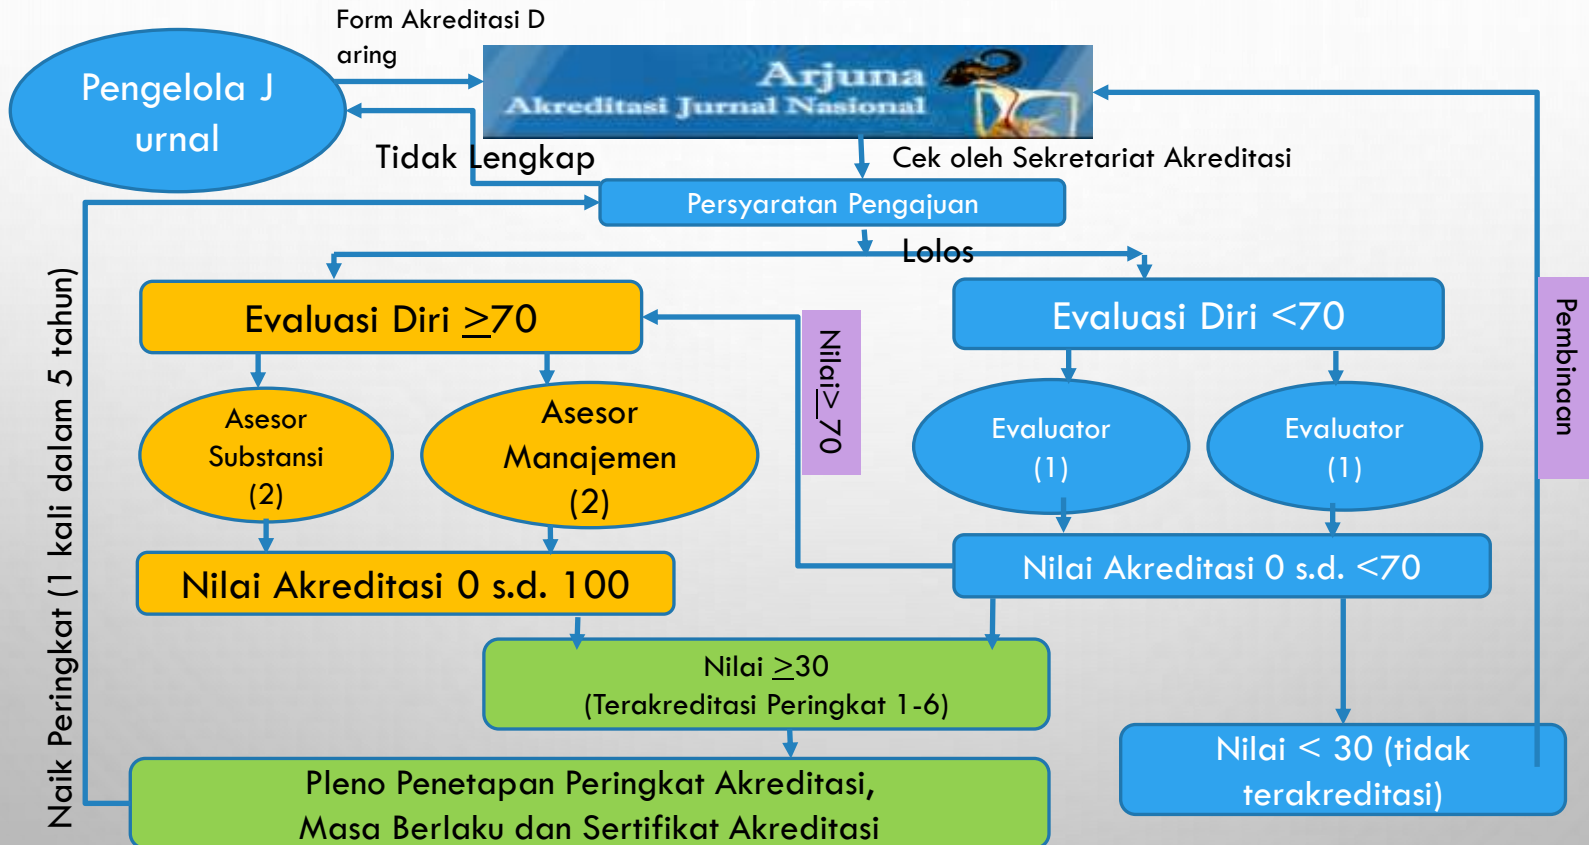 Form Akreditasi D
aring
Pengelola J
urnal
Arjuna
Akreditasi Jurnal Nasional
Tidak Lengkap
Cek oleh Sekretariat Akreditasi
Persyaratan Pengajuan
Lolos
Evaluasi Diri ≥70
Evaluasi Diri <70
Nilai≥70
Pembinaan
Naik Peringkat (1 kali dalam 5 tahun)
Asesor
Substansi
(2)
Asesor
Manajemen
(2)
Evaluator
(1)
Evaluator
(1)
Nilai Akreditasi 0 s.d. 100
Nilai Akreditasi 0 s.d. <70
Nilai ≥30
(Terakreditasi Peringkat 1-6)
Nilai < 30 (tidak
terakreditasi)
Pleno Penetapan Peringkat Akreditasi,
Masa Berlaku dan Sertifikat Akreditasi